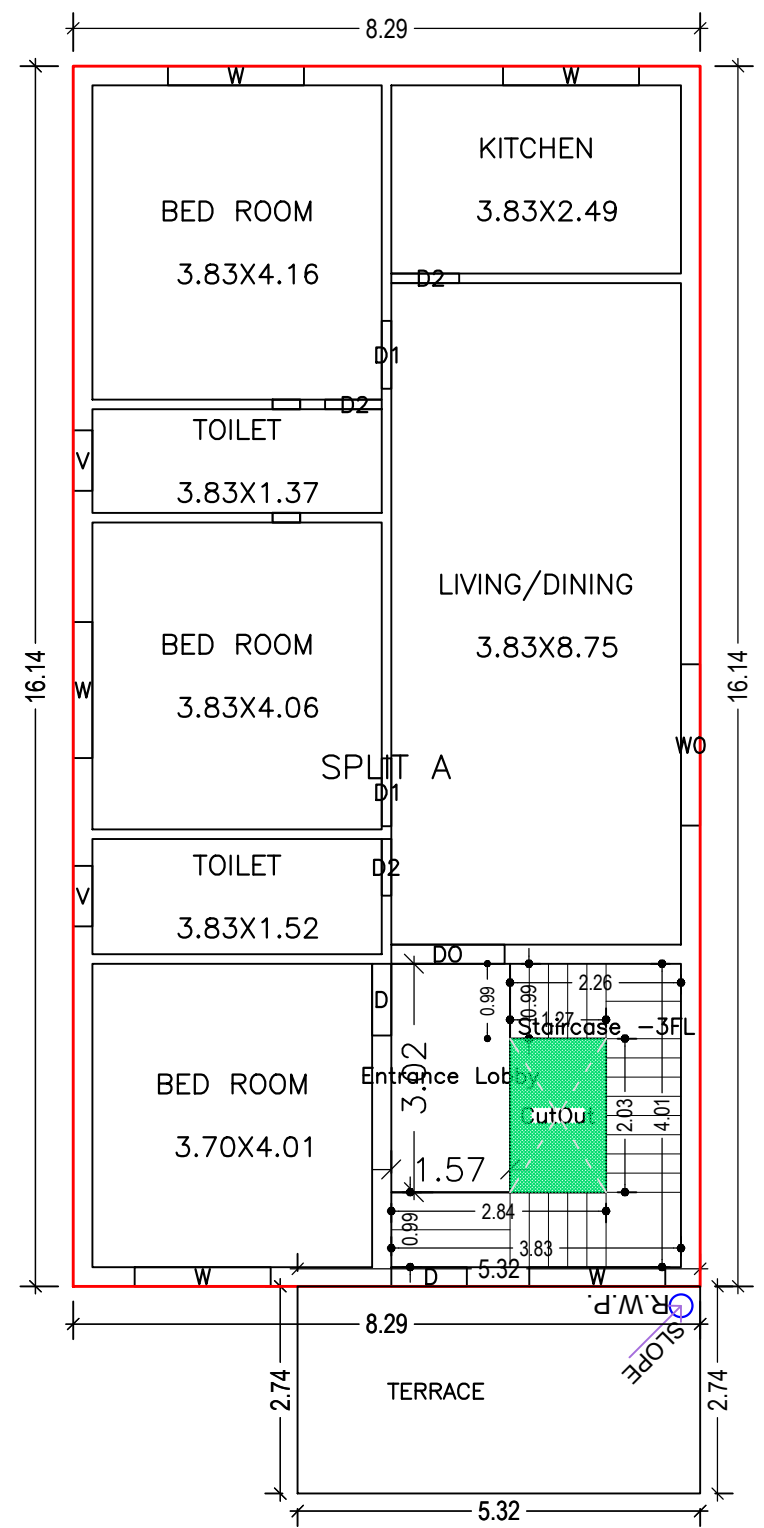 8.29
W
W
KITCHEN
3.83X2.49
BED ROOM
3.83X4.16
D2
D1
D2
TOILET
V
3.83X1.37
LIVING/DINING
3.83X8.75
BED ROOM
16.14
16.14
W
3.83X4.06
WO
SPLIT A
D1
TOILET
D2
V
3.83X1.52
DO
2.26
D
0.99
0.99
1.27
Staircase -3FL
3.02
Entrance Lobby
BED ROOM
3.70X4.01
CutOut
2.03
4.01
1.57
2.84
0.99
3.83
5.32
W
D
W
R.W.P.
8.29
SLOPE
2.74
TERRACE
2.74
5.32